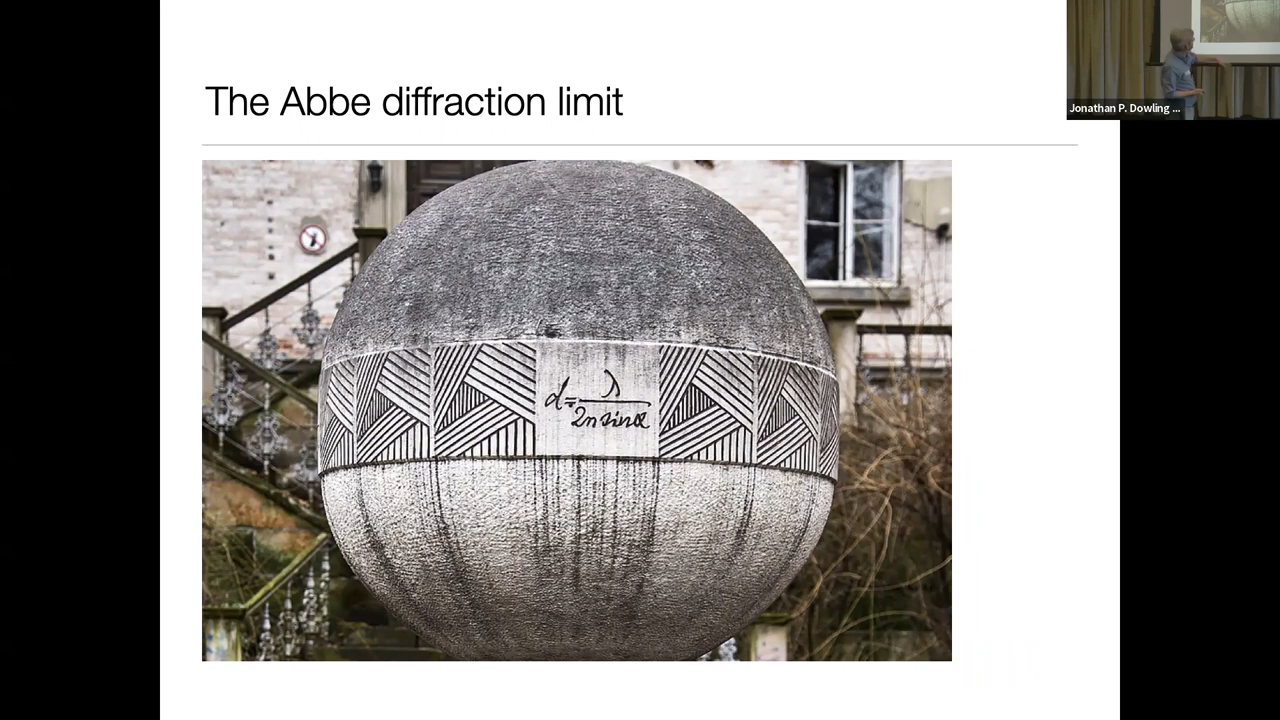 The Abbe diffraction limit
Jonathan P. Dowling ...
d = λ / 2n sin α